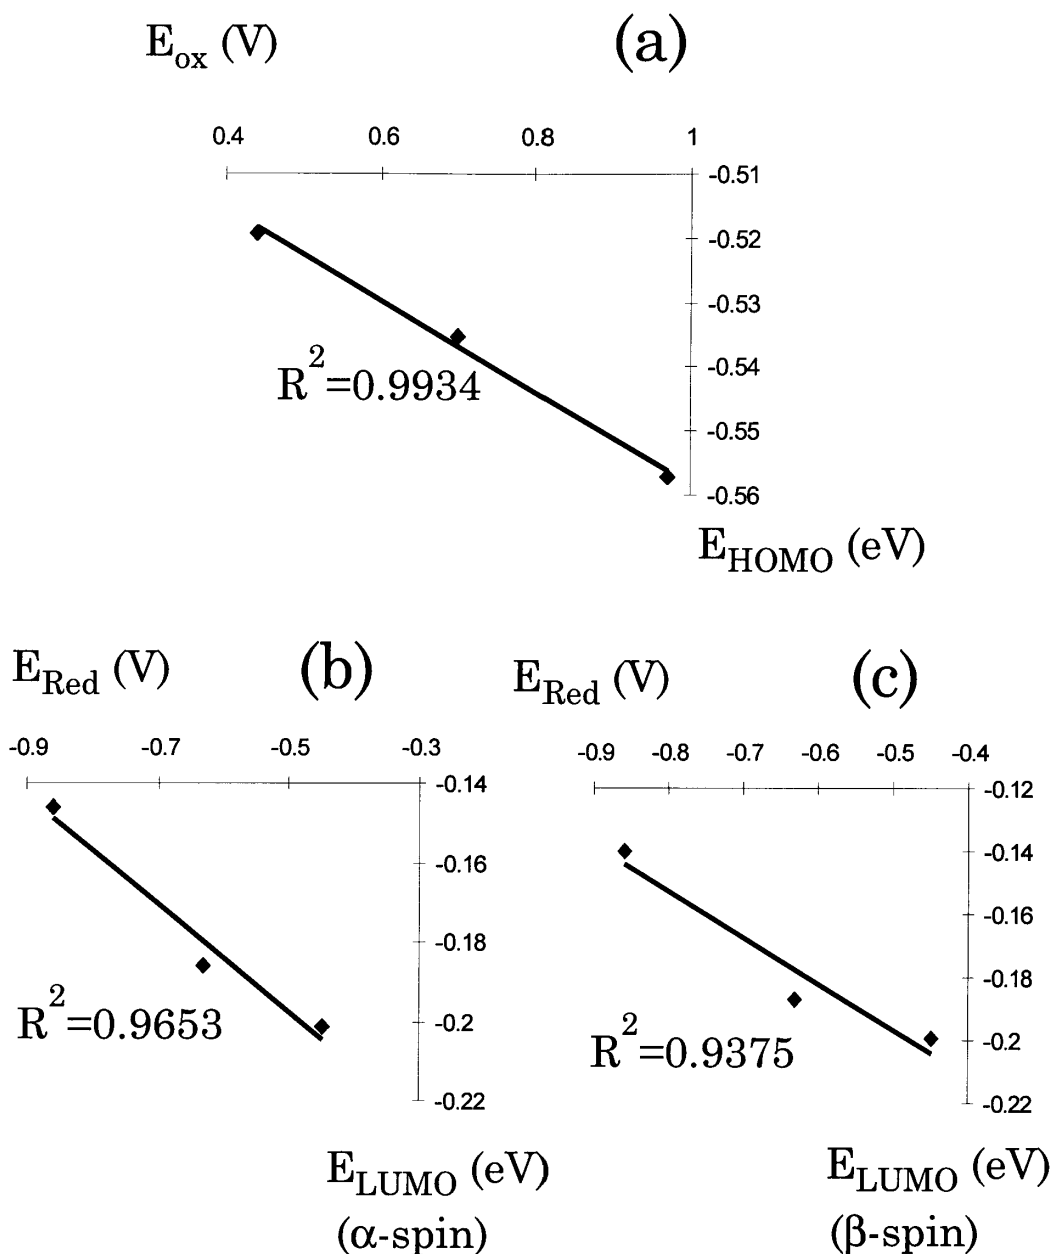 E_ox (V) (a)
0.4 0.6 0.8 1
-0.51
-0.52
-0.53
-0.54
-0.55
-0.56
R²=0.9934
E_HOMO (eV)
E_Red (V) (b)
-0.9 -0.7 -0.5 -0.3
-0.14
-0.16
-0.18
-0.2
-0.22
R²=0.9653
E_LUMO (eV)
(α-spin)
E_Red (V) (c)
-0.9 -0.8 -0.7 -0.6 -0.5 -0.4
-0.12
-0.14
-0.16
-0.18
-0.2
-0.22
R²=0.9375
E_LUMO (eV)
(β-spin)